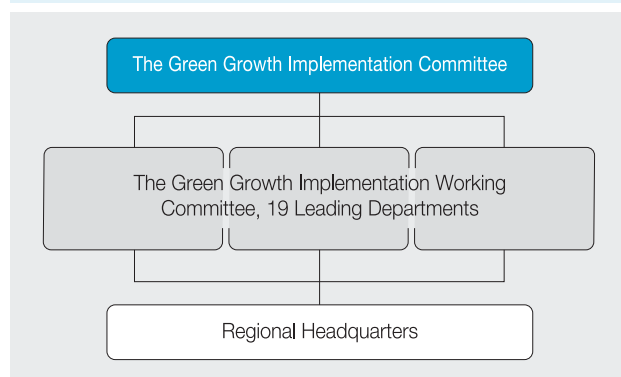 The Green Growth Implementation Committee
The Green Growth Implementation Working
Committee, 19 Leading Departments
Regional Headquarters